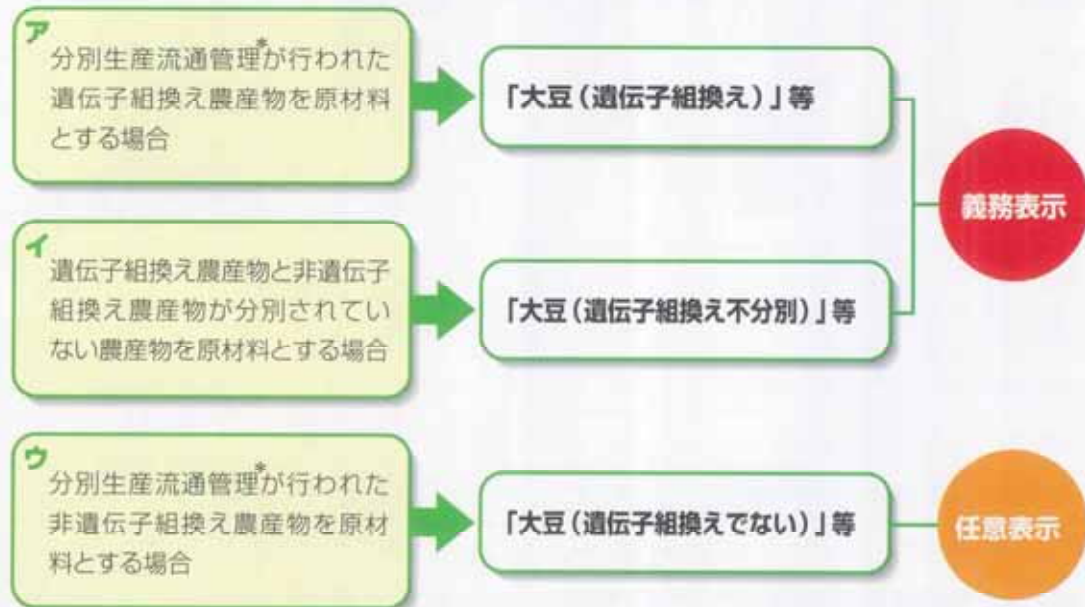 ア
分別生産流通管理*が行われた
遺伝子組換え農産物を原材料
とする場合
「大豆(遺伝子組換え)」等
義務表示
イ
遺伝子組換え農産物と非遺伝子
組換え農産物が分別されてい
ない農産物を原材料とする場合
「大豆(遺伝子組換え不分別)」等
ウ
分別生産流通管理*が行われた
非遺伝子組換え農産物を原材
料とする場合
「大豆(遺伝子組換えでない)」等
任意表示